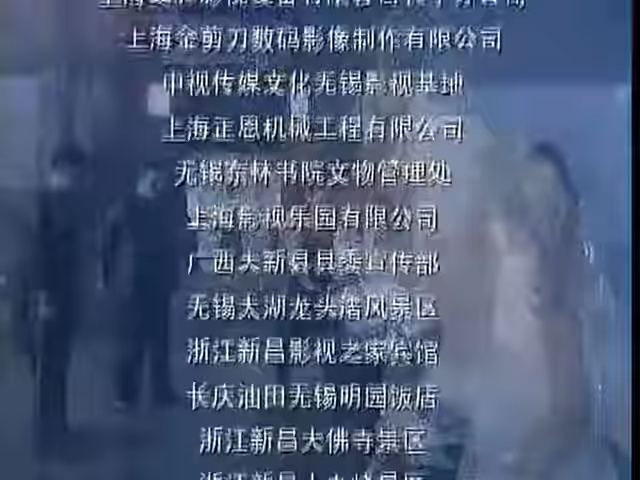 上海金剪刀数码影像制作有限公司
中视传媒文化无锡影视基地
上海正恩机械工程有限公司
无锡东林书院文物管理处
上海影视乐园有限公司
广西大新县县委宣传部
无锡太湖龙头渚风景区
浙江新昌影视之家宾馆
长庆油田无锡明园饭店
浙江新昌大佛寺景区